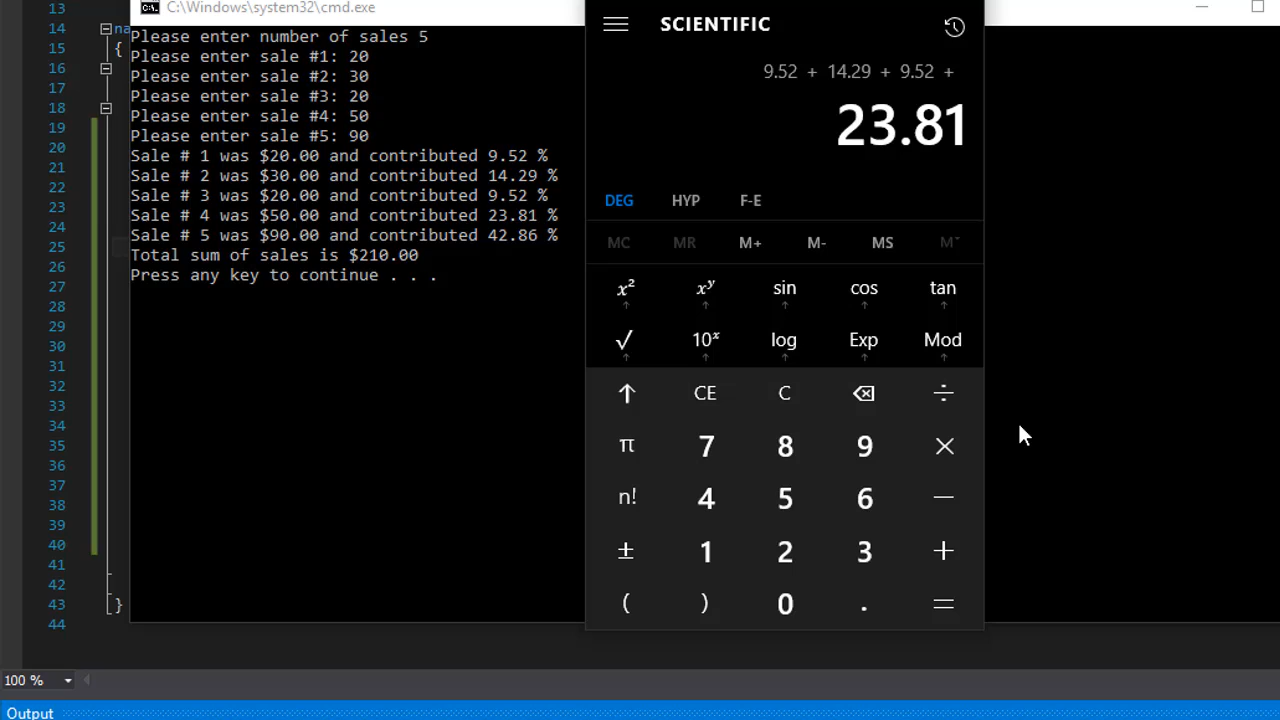 C:\Windows\system32\cmd.exe
Please enter number of sales 5
Please enter sale #1: 20
Please enter sale #2: 30
Please enter sale #3: 20
Please enter sale #4: 50
Please enter sale #5: 90
Sale # 1 was $20.00 and contributed 9.52 %
Sale # 2 was $30.00 and contributed 14.29 %
Sale # 3 was $20.00 and contributed 9.52 %
Sale # 4 was $50.00 and contributed 23.81 %
Sale # 5 was $90.00 and contributed 42.86 %
Total sum of sales is $210.00
Press any key to continue . . .
13
14 na
15 {
16
17
18
19
20
21
22
23
24
25
26
27
28
29
30
31
32
33
34
35
36
37
38
39
40
41
42
43 }
44
SCIENTIFIC
9.52 + 14.29 + 9.52 +
23.81
DEG HYP F-E
MC MR M+ M- MS M˅
x² xʸ sin cos tan
√ 10ˣ log Exp Mod
↑ CE C ⌫ ÷
π 7 8 9 ×
n! 4 5 6 −
± 1 2 3 +
( ) 0 . =
100 %
Output